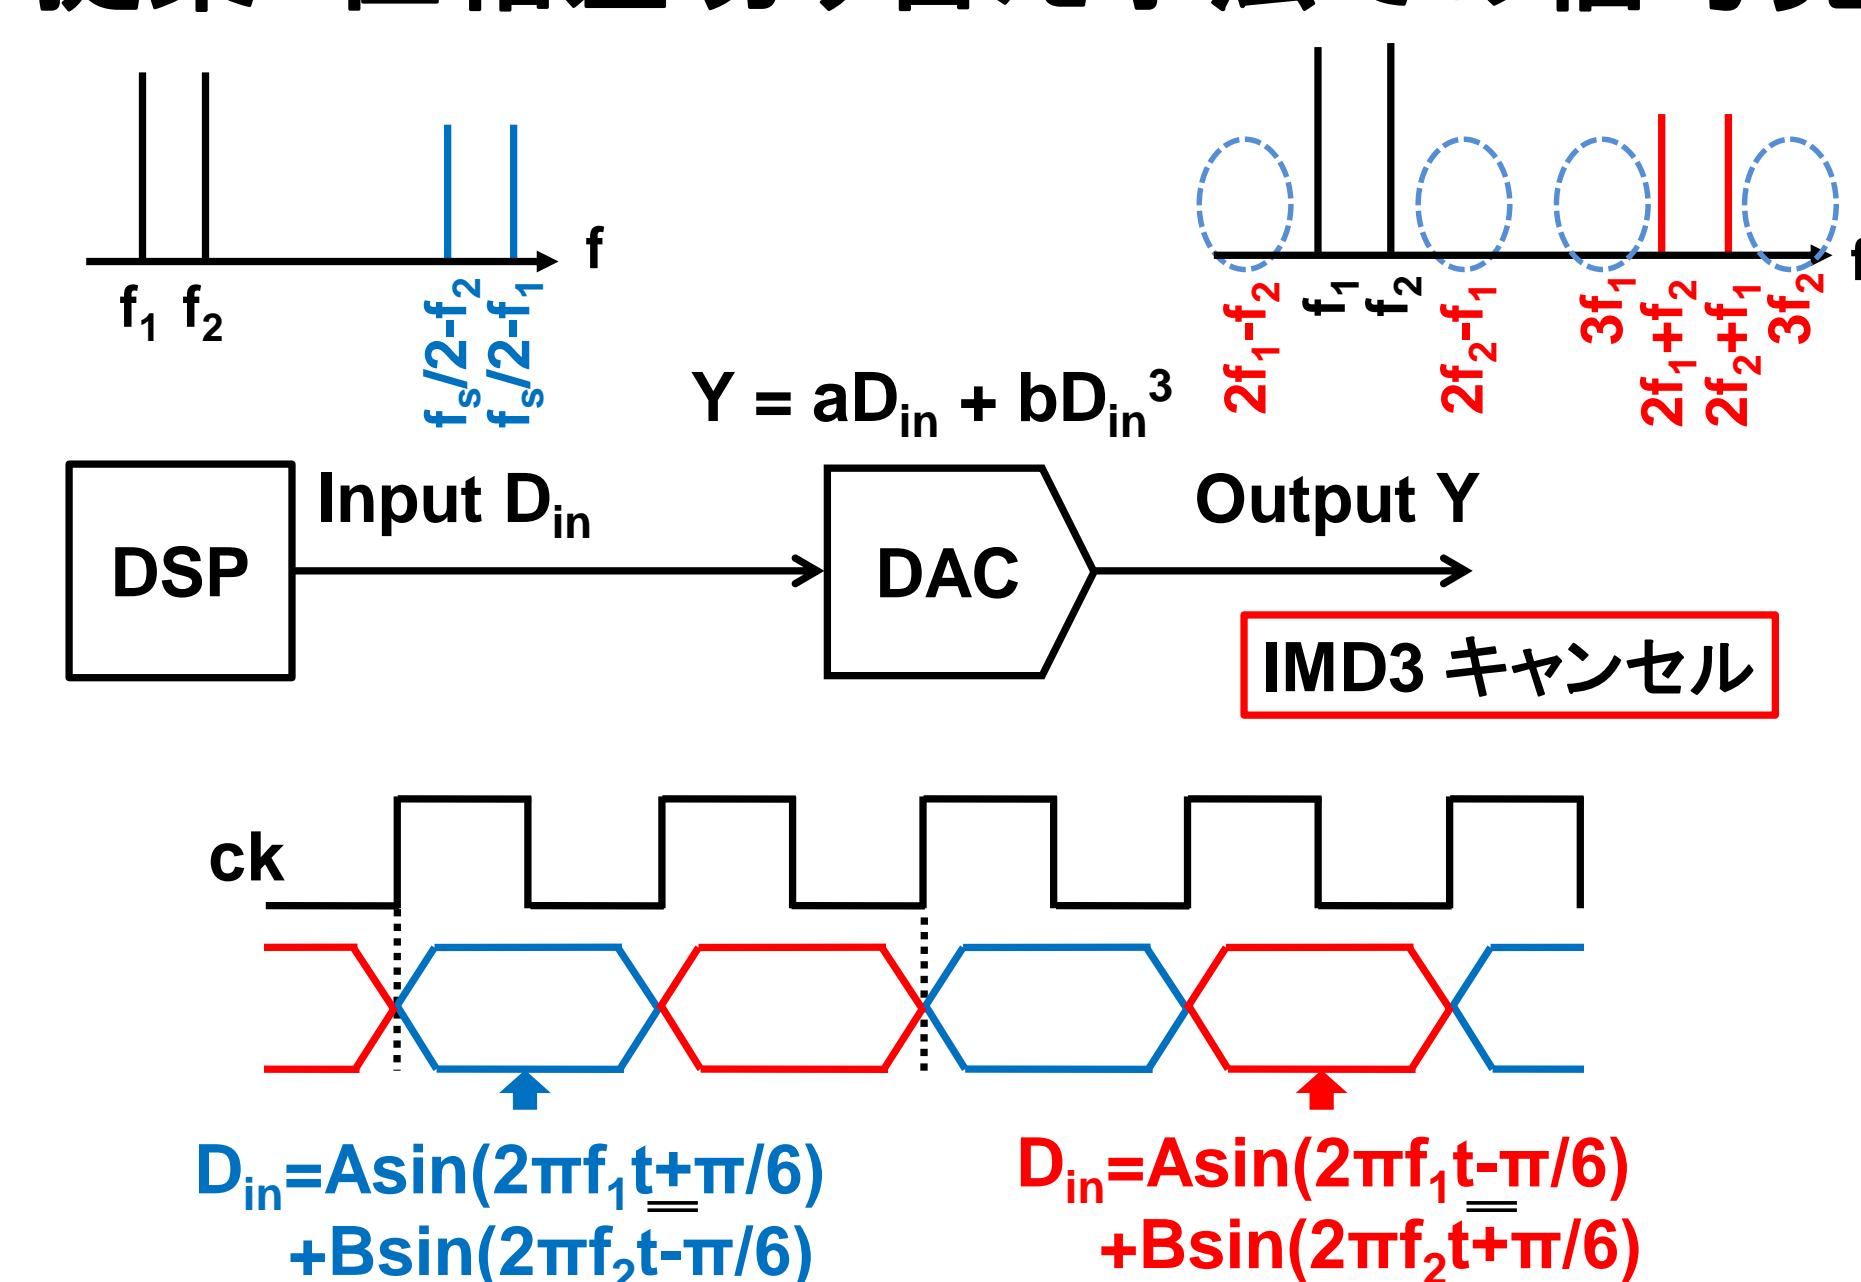 f
f1 f2
fs/2-f2
fs/2-f1
f1
f2
2f1-f2
2f2-f1
3f1
2f1+f2
2f2+f1
3f2
Y = aDin + bDin3
DSP
Input Din
DAC
Output Y
IMD3 キャンセル
ck
Din=Asin(2πf1t+π/6)
+Bsin(2πf2t-π/6)
Din=Asin(2πf1t-π/6)
+Bsin(2πf2t+π/6)